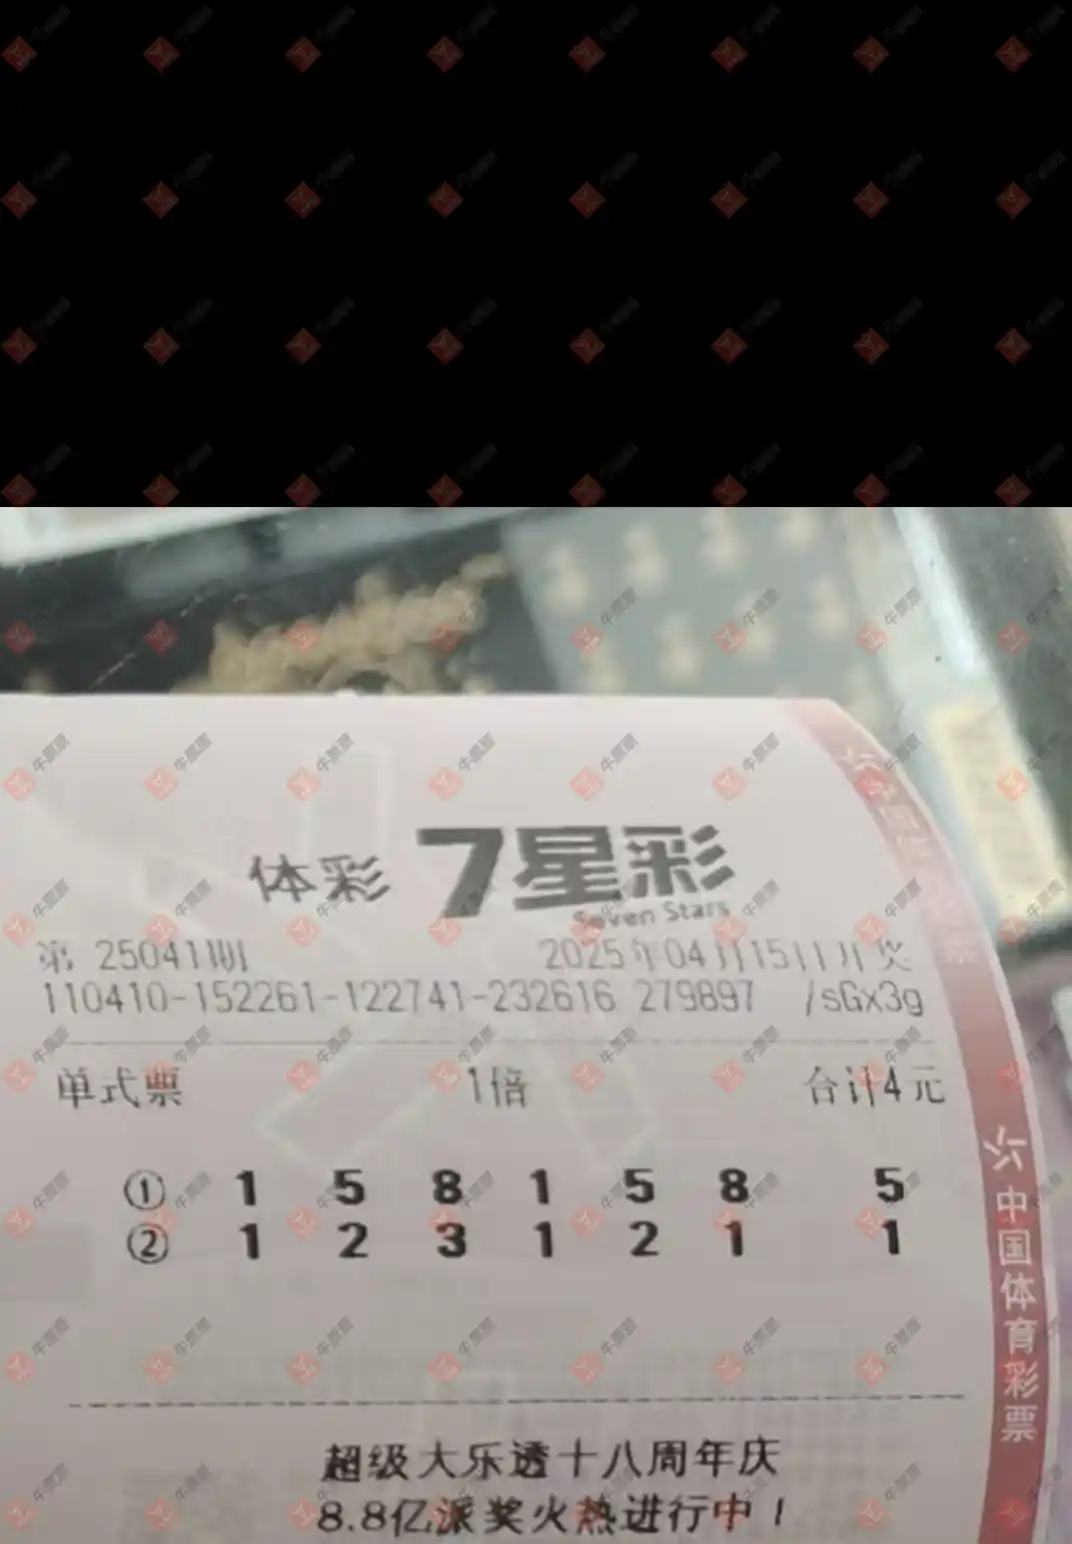 体彩 7星彩
Seven Stars
第 25041期 2025年04月15日开奖
110410-152261-122741-232616 279897 /sGx3g
单式票 1倍 合计4元
① 1 5 8 1 5 8 5
② 1 2 3 1 2 1 1
超级大乐透十八周年庆
8.8亿派奖火热进行中！
中国体育彩票
牛票票